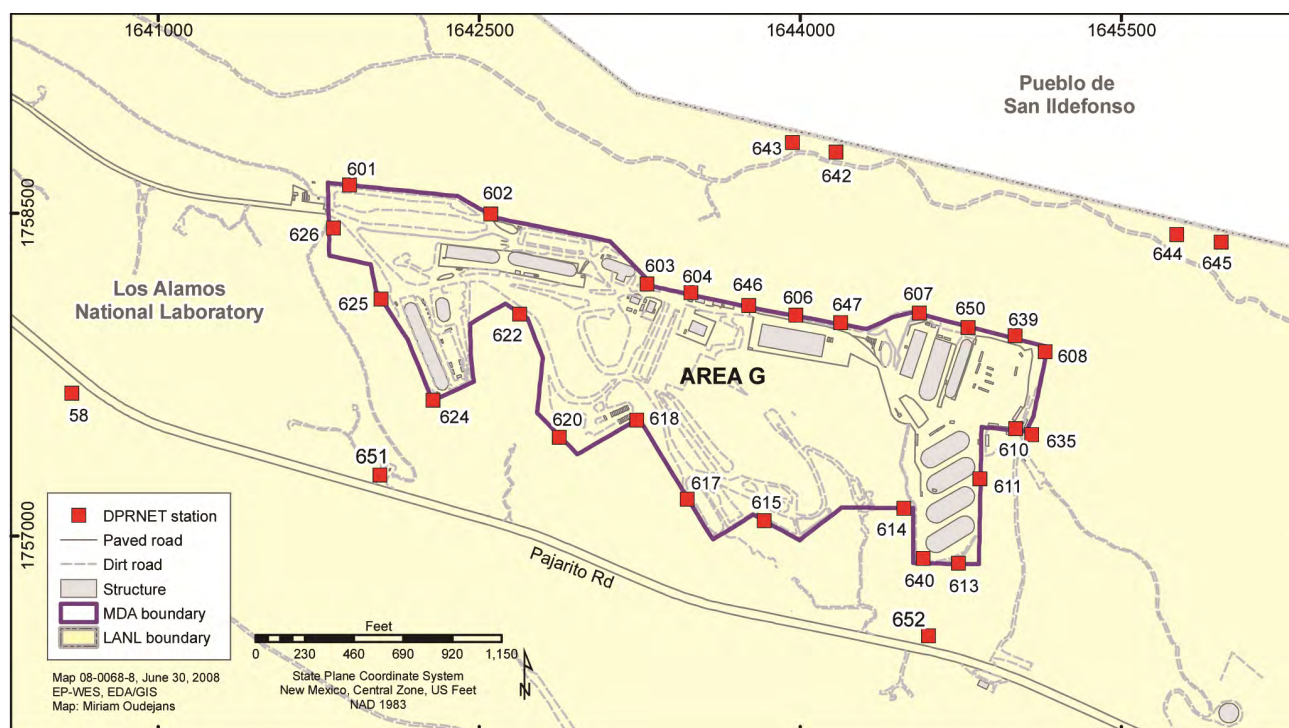 1641000
1642500
1644000
1645500
Pueblo de
San Ildefonso
643
642
601
602
1758500
626
644
645
603
604
Los Alamos
National Laboratory
625
646
606
647
607
650
639
608
622
AREA G
58
624
620
618
610
635
651
611
617
615
614
DPRNET station
Paved road
Dirt road
Structure
MDA boundary
LANL boundary
1757000
Pajarito Rd
640
613
652
Feet
0 230 460 690 920 1,150
Map 08-0068-8, June 30, 2008
EP-WES, EDA/GIS
Map: Miriam Oudejans
State Plane Coordinate System
New Mexico, Central Zone, US Feet
NAD 1983
N